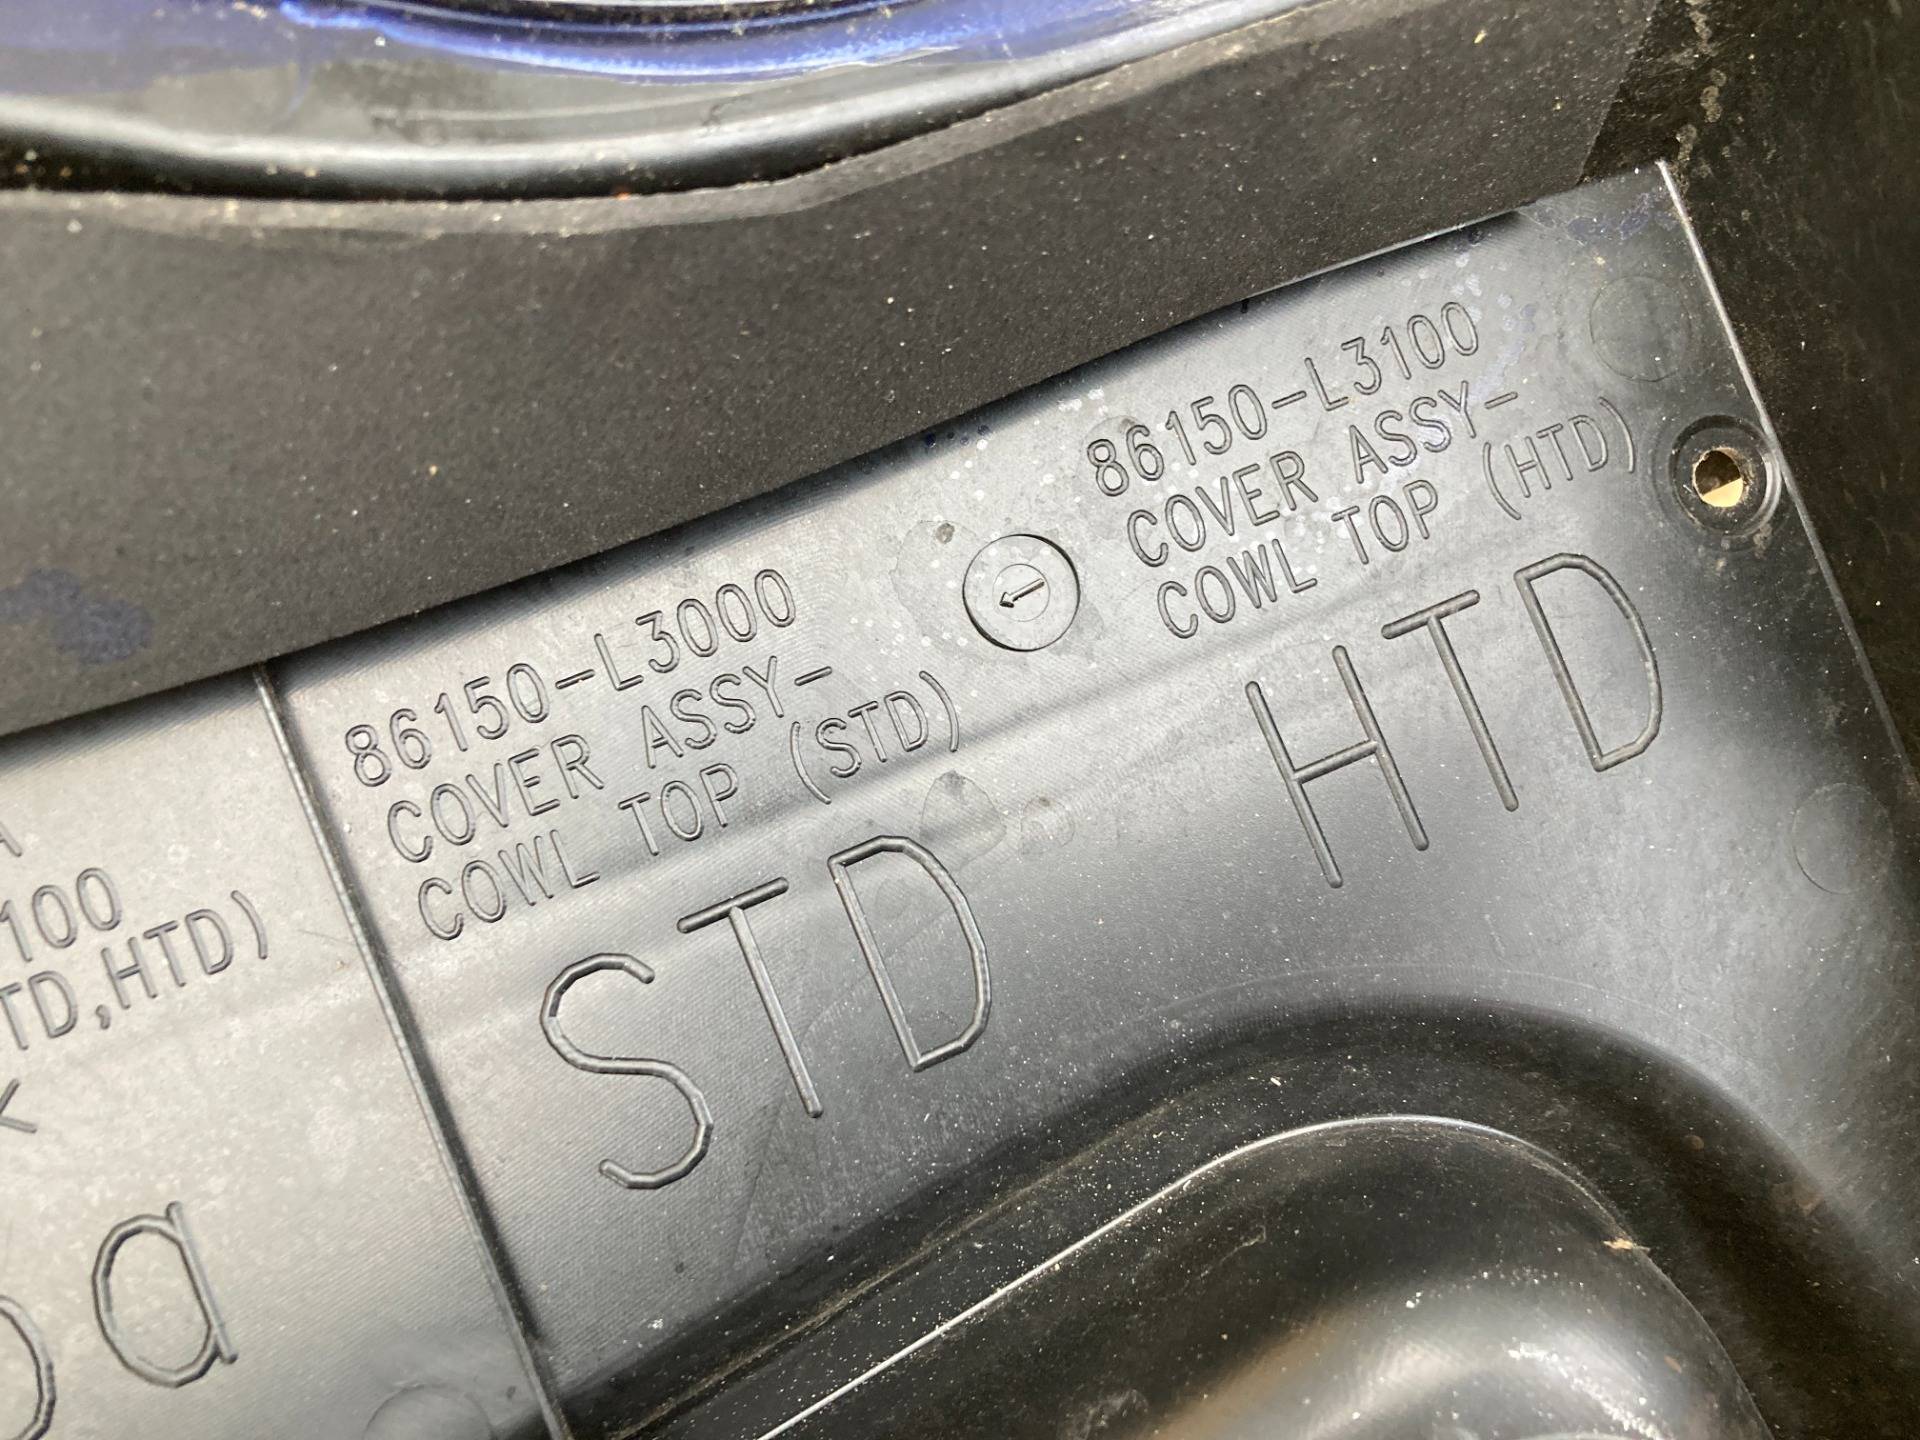 86150-L3100
COVER ASSY-
COWL TOP (HTD)
HTD
86150-L3000
COVER ASSY-
COWL TOP (STD)
STD
100
TD,HTD)